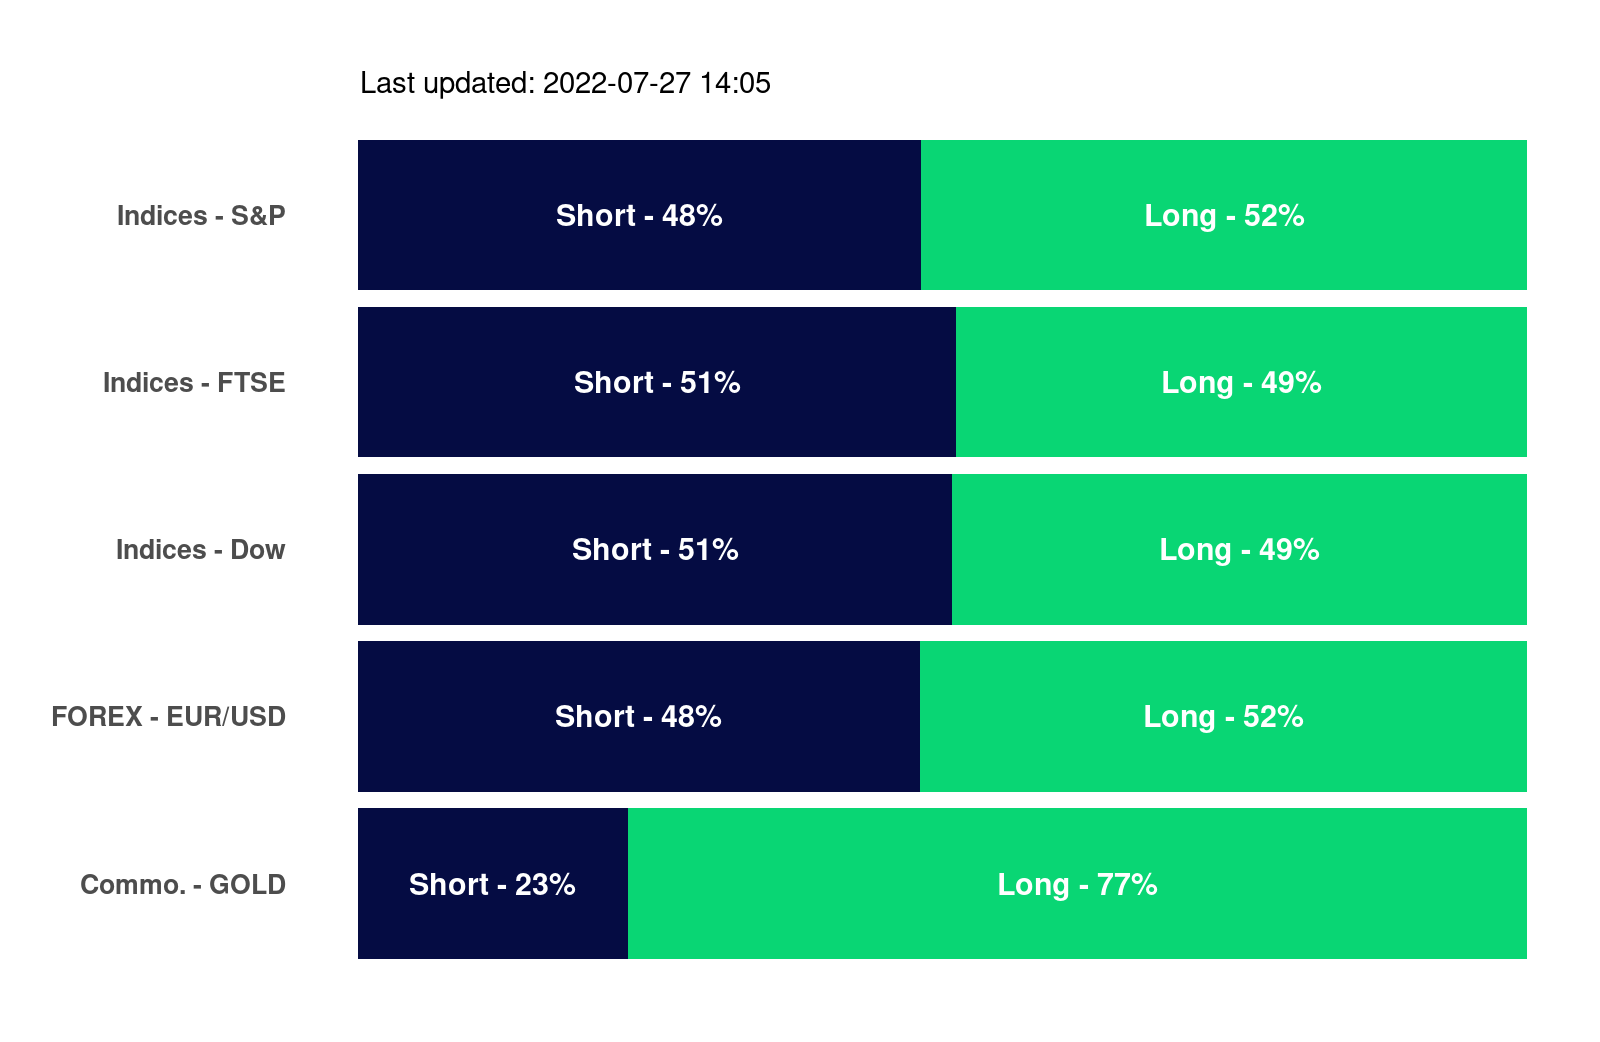 Last updated: 2022-07-27 14:05
Indices - S&P Short - 48% Long - 52%
Indices - FTSE Short - 51% Long - 49%
Indices - Dow Short - 51% Long - 49%
FOREX - EUR/USD Short - 48% Long - 52%
Commo. - GOLD Short - 23% Long - 77%